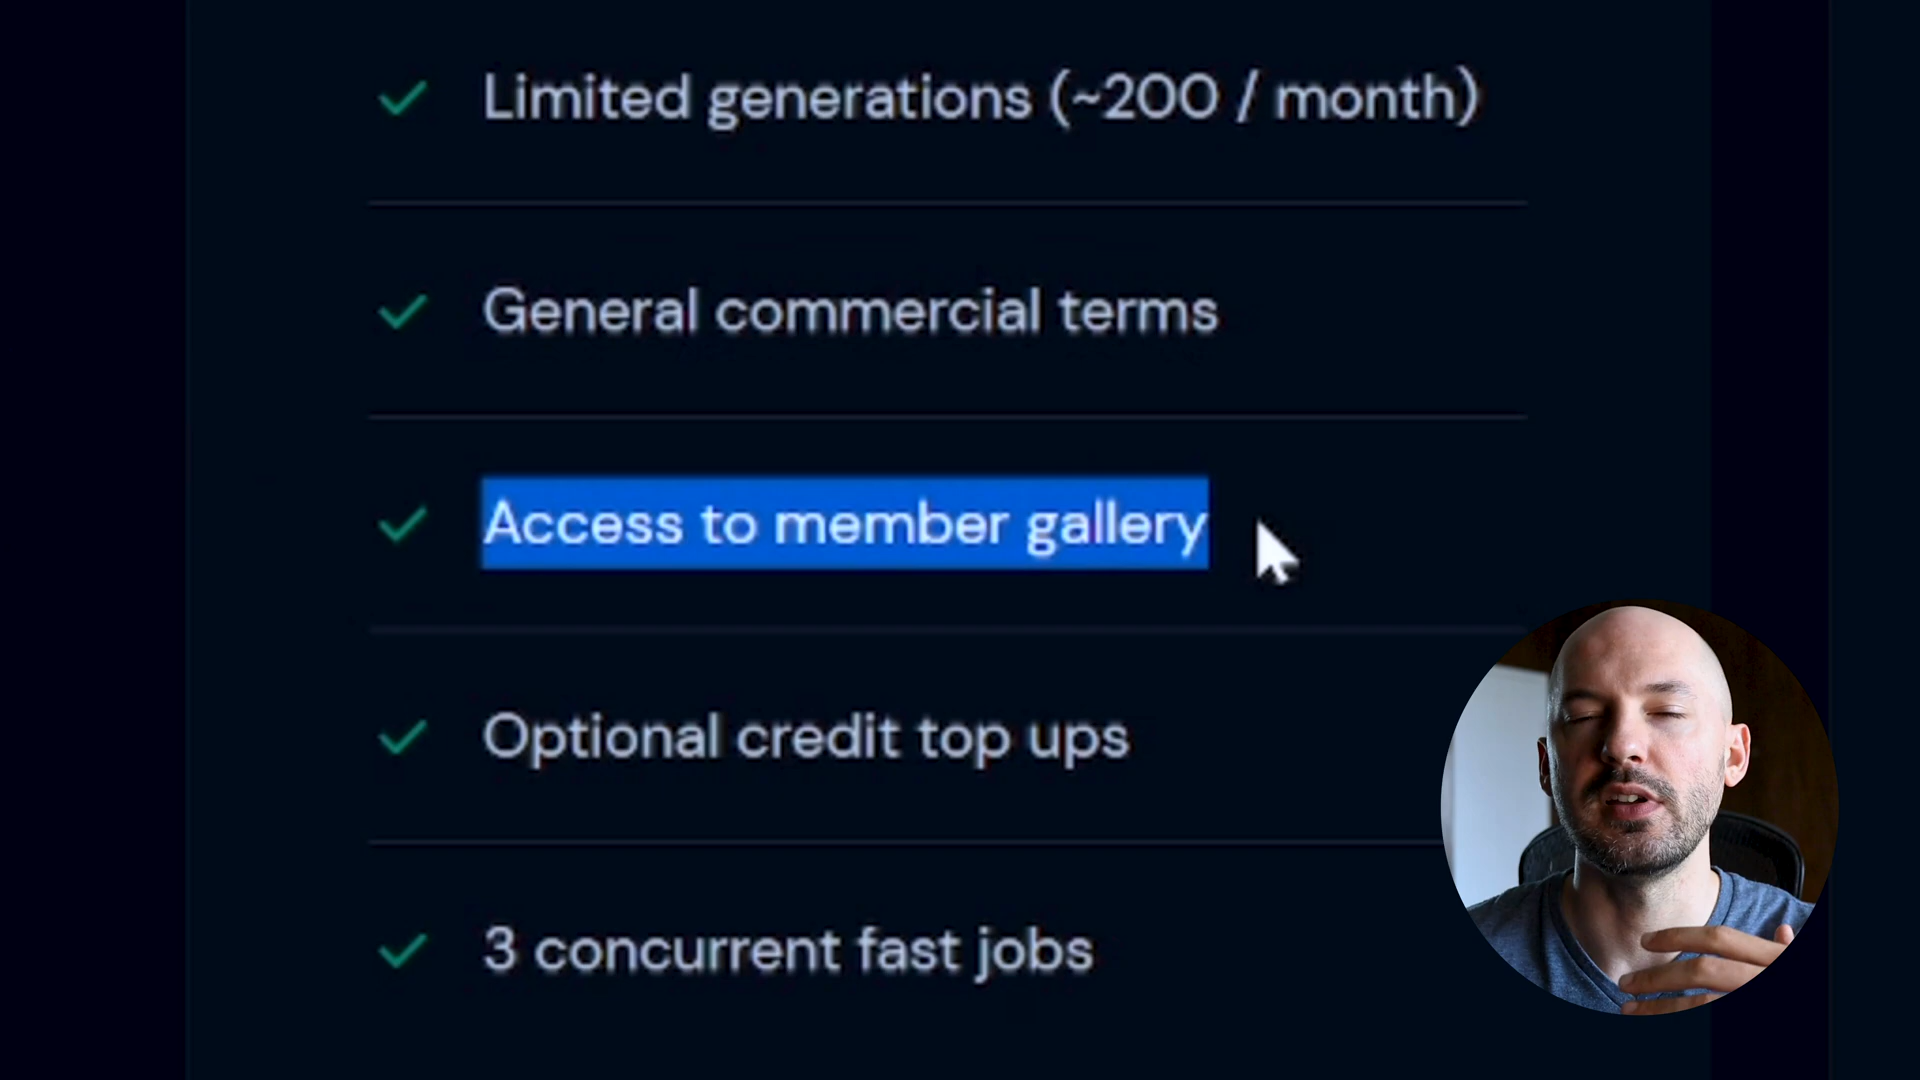 Limited generations (~200 / month)
General commercial terms
Access to member gallery
Optional credit top ups
3 concurrent fast jobs